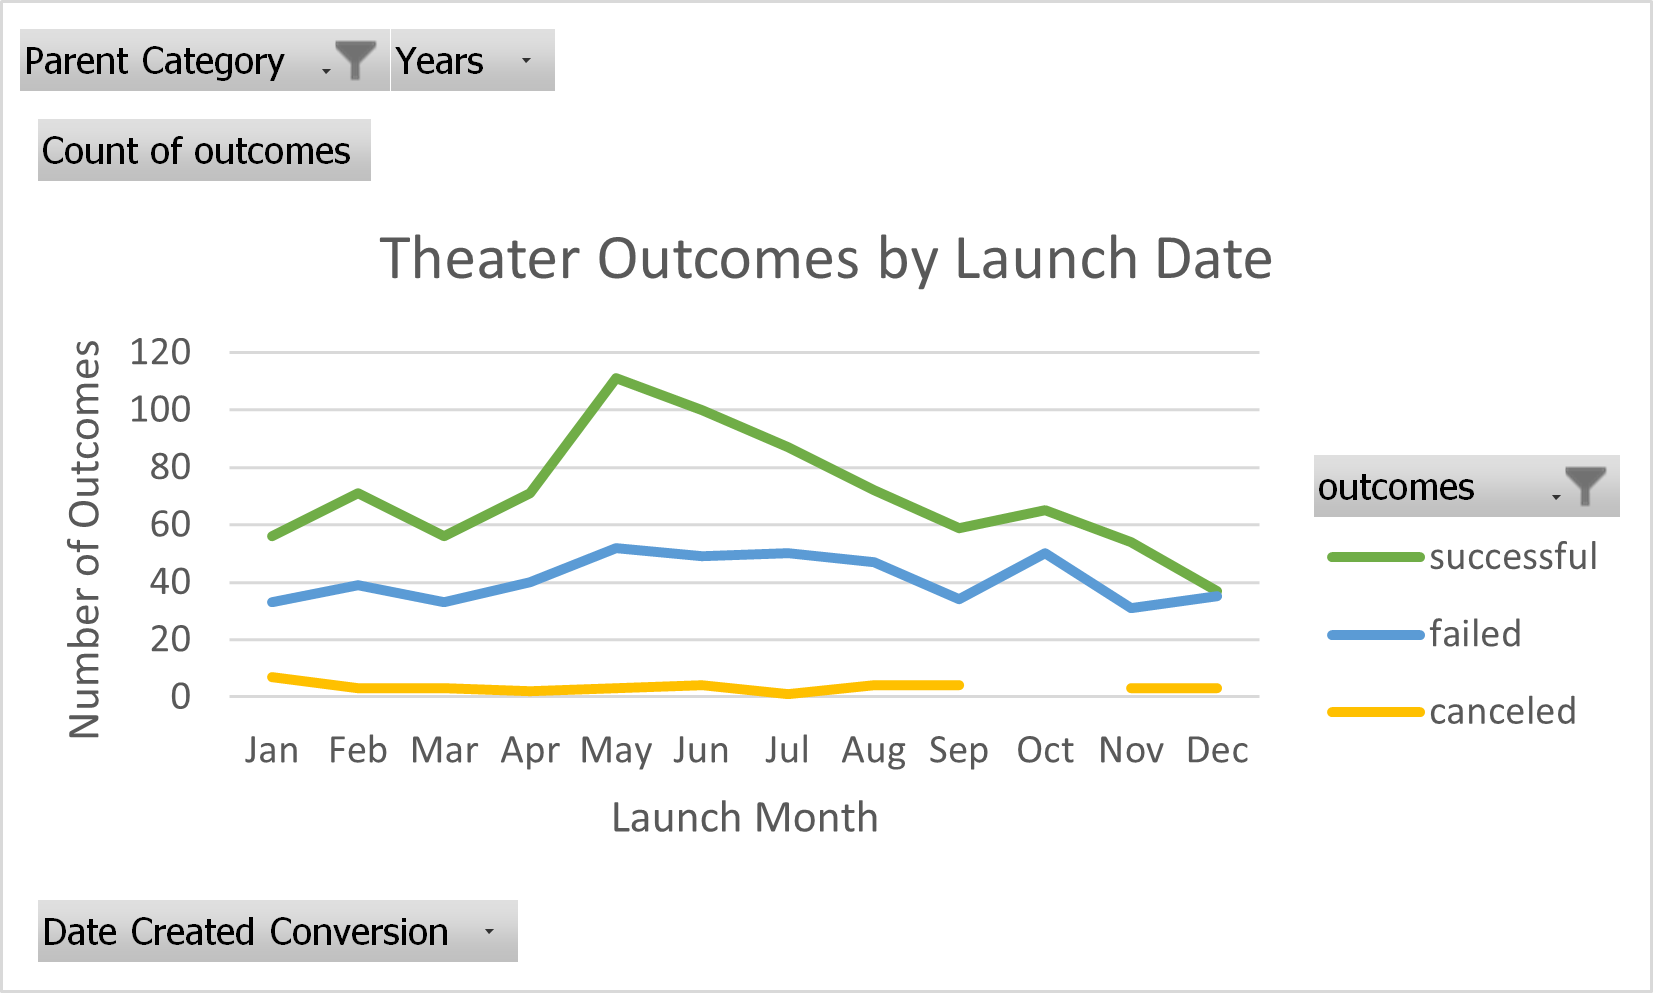 Parent Category Years
Count of outcomes
Theater Outcomes by Launch Date
Number of Outcomes
120
100
80
60
40
20
0
Jan Feb Mar Apr May Jun Jul Aug Sep Oct Nov Dec
Launch Month
outcomes
successful
failed
canceled
Date Created Conversion